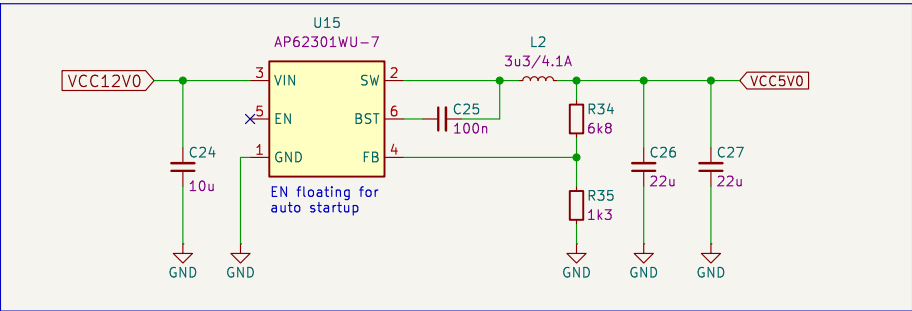 U15
AP62301WU-7
L2
3u3/4.1A
VCC12V0
3
VIN
SW
2
VCC5V0
5
EN
BST
6
C25
100n
R34
6k8
1
GND
FB
4
C24
10u
C26
22u
C27
22u
EN floating for
auto startup
R35
1k3
GND
GND
GND
GND
GND